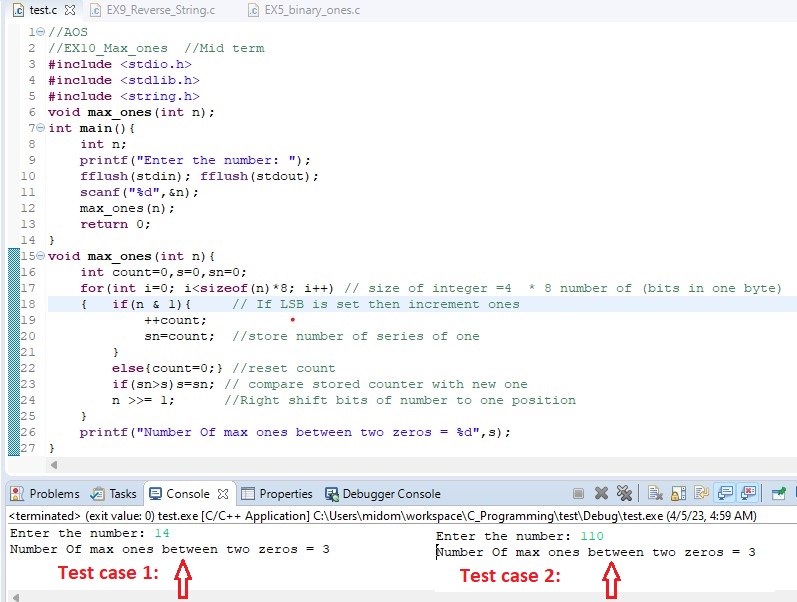 test.c EX9_Reverse_String.c EX5_binary_ones.c
1 //AOS
2 //EX10_Max_ones //Mid term
3 #include <stdio.h>
4 #include <stdlib.h>
5 #include <string.h>
6 void max_ones(int n);
7 int main(){
8 int n;
9 printf("Enter the number: ");
10 fflush(stdin); fflush(stdout);
11 scanf("%d",&n);
12 max_ones(n);
13 return 0;
14 }
15 void max_ones(int n){
16 int count=0,s=0,sn=0;
17 for(int i=0; i<sizeof(n)*8; i++) // size of integer =4 * 8 number of (bits in one byte)
18 { if(n & 1){ // If LSB is set then increment ones
19 ++count;
20 sn=count; //store number of series of one
21 }
22 else{count=0;} //reset count
23 if(sn>s)s=sn; // compare stored counter with new one
24 n >>= 1; //Right shift bits of number to one position
25 }
26 printf("Number Of max ones between two zeros = %d",s);
27 }
Problems Tasks Console Properties Debugger Console
<terminated> (exit value: 0) test.exe [C/C++ Application] C:\Users\midom\workspace\C_Programming\test\Debug\test.exe (4/5/23, 4:59 AM)
Enter the number: 14
Number Of max ones between two zeros = 3
Test case 1:
Enter the number: 110
Number Of max ones between two zeros = 3
Test case 2: